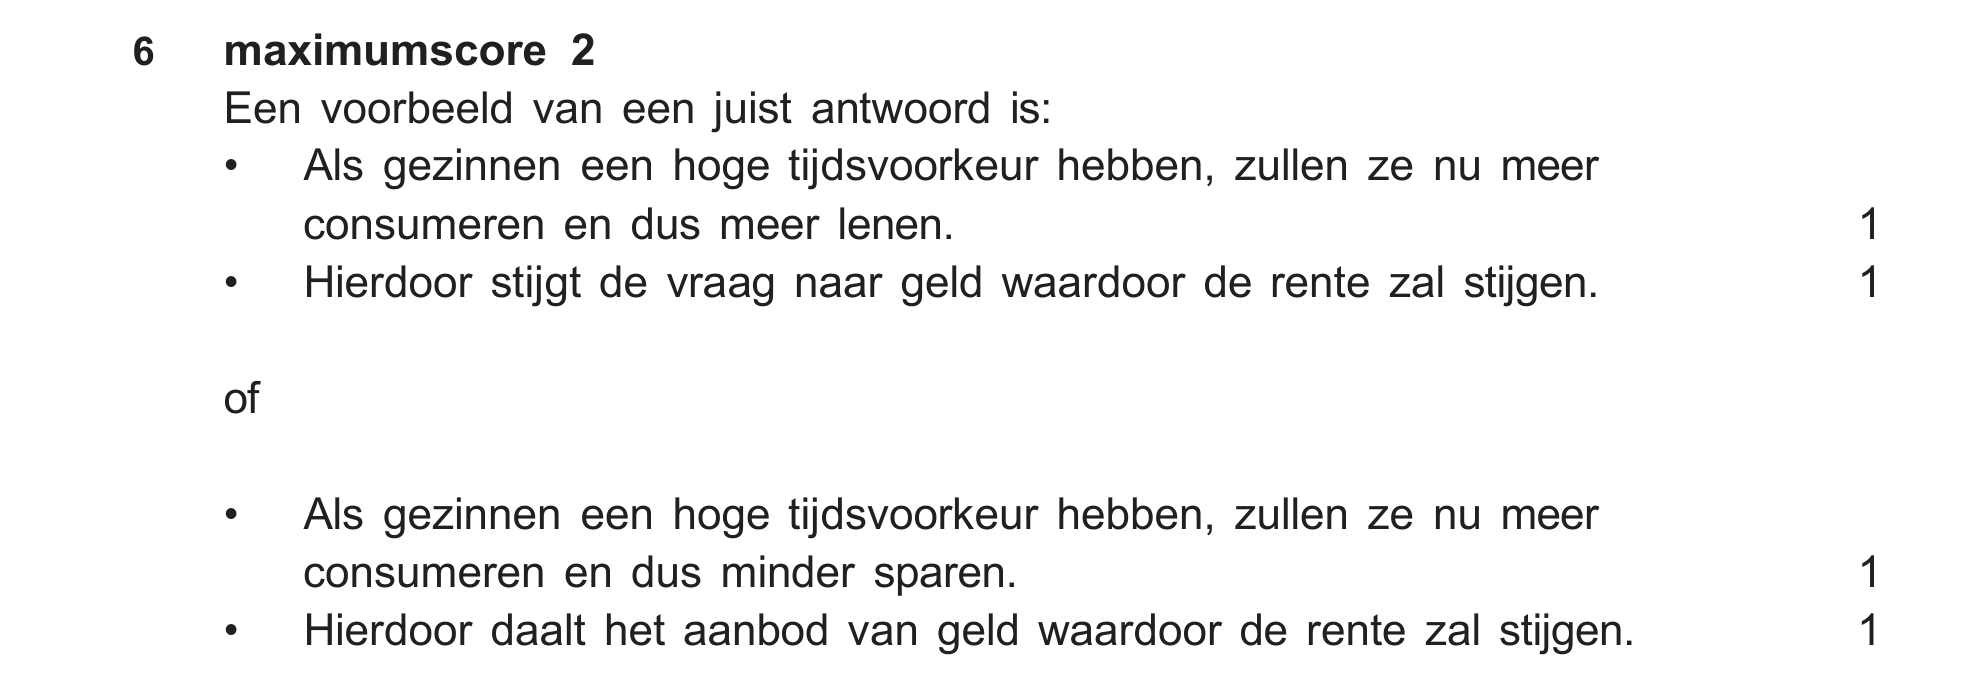 6 maximumscore 2
Een voorbeeld van een juist antwoord is:
• Als gezinnen een hoge tijdsvoorkeur hebben, zullen ze nu meer
consumeren en dus meer lenen. 1
• Hierdoor stijgt de vraag naar geld waardoor de rente zal stijgen. 1
of
• Als gezinnen een hoge tijdsvoorkeur hebben, zullen ze nu meer
consumeren en dus minder sparen. 1
• Hierdoor daalt het aanbod van geld waardoor de rente zal stijgen. 1